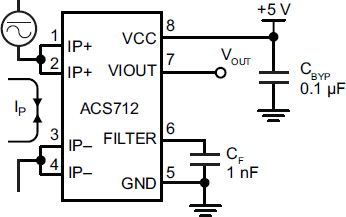 +5 V
1 IP+ VCC 8
2 IP+ VIOUT 7 VOUT
CBYP
0.1 µF
IP
ACS712
3 IP– FILTER 6
CF
1 nF
4 IP– GND 5